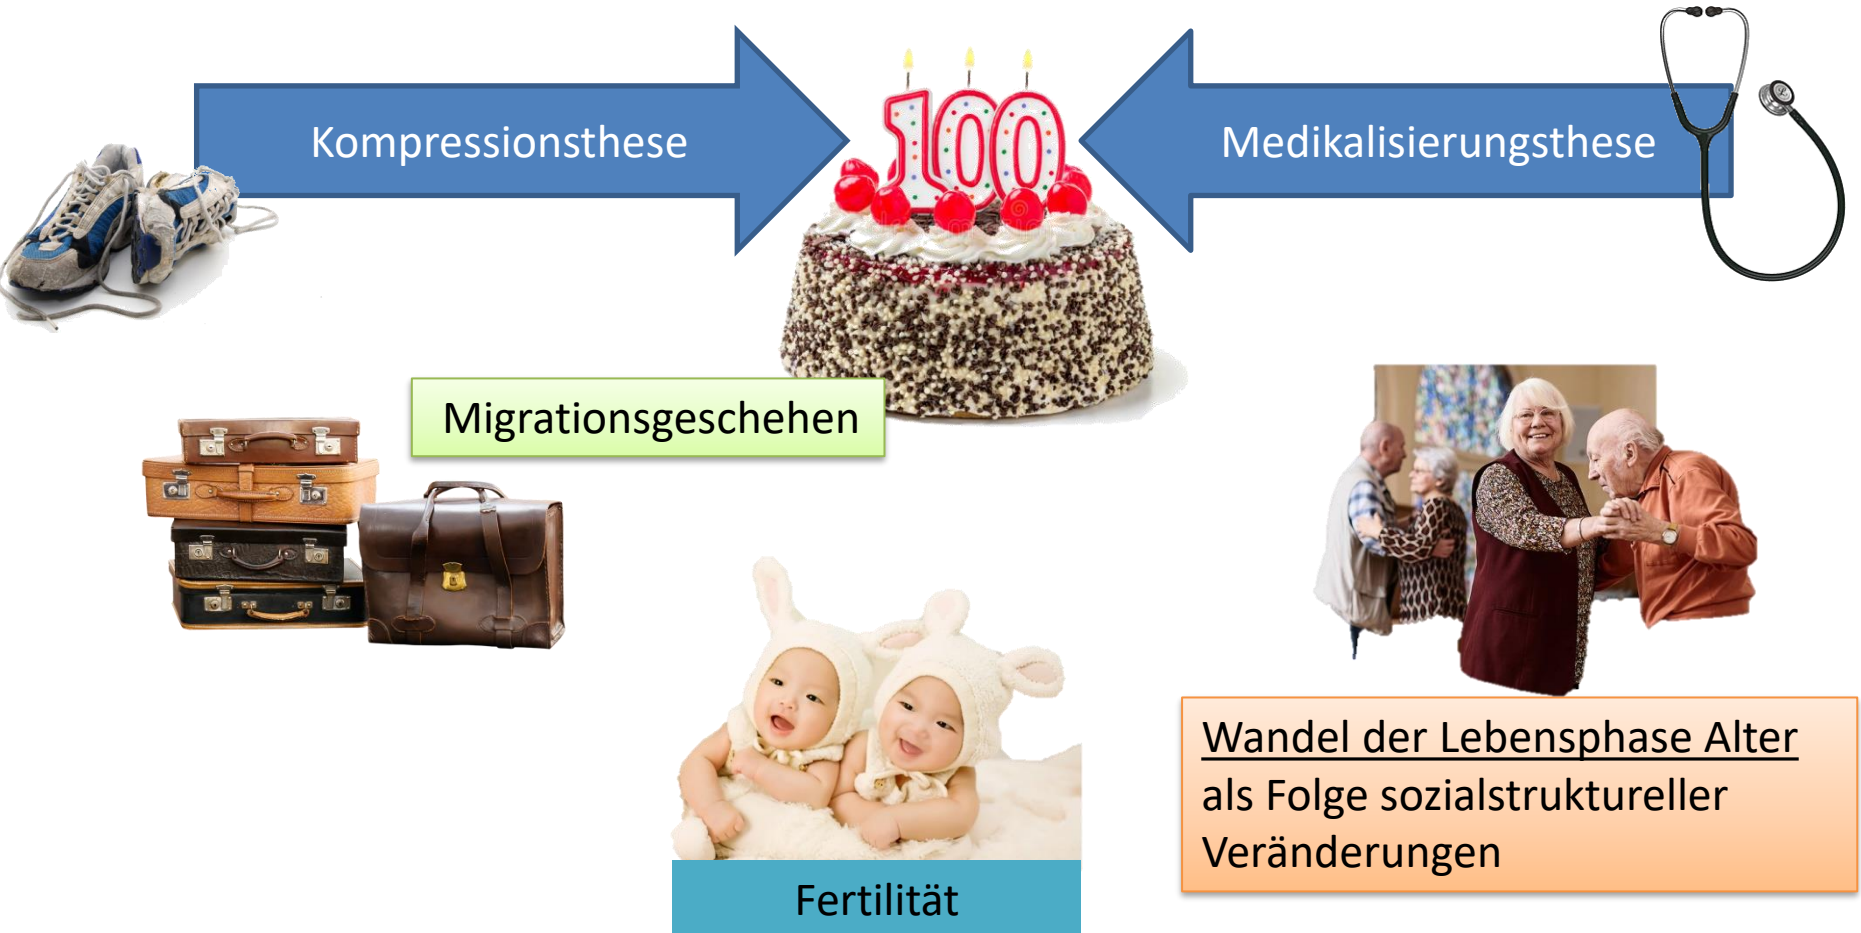 Kompressionsthese
100
Medikalisierungsthese
Migrationsgeschehen
Wandel der Lebensphase Alter
als Folge sozialstruktureller
Veränderungen
Fertilität